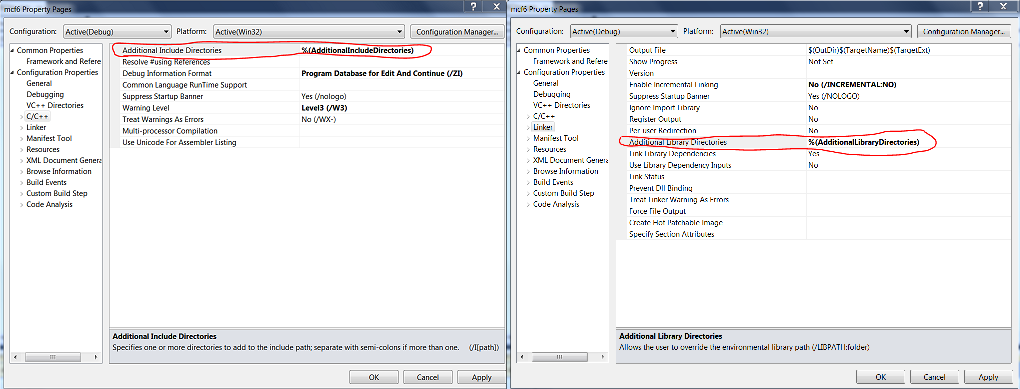 mcf6 Property Pages
Configuration: Active(Debug) Platform: Active(Win32) Configuration Manager...
Common Properties
Framework and Refere
Configuration Properties
General
Debugging
VC++ Directories
C/C++
Linker
Manifest Tool
Resources
XML Document Genera
Browse Information
Build Events
Custom Build Step
Code Analysis
Additional Include Directories %(AdditionalIncludeDirectories)
Resolve #using References
Debug Information Format Program Database for Edit And Continue (/ZI)
Common Language RunTime Support
Suppress Startup Banner Yes (/nologo)
Warning Level Level3 (/W3)
Treat Warnings As Errors No (/WX-)
Multi-processor Compilation
Use Unicode For Assembler Listing
Additional Include Directories
Specifies one or more directories to add to the include path; separate with semi-colons if more than one. (/I[path])
OK Cancel Apply
mcf6 Property Pages
Configuration: Active(Debug) Platform: Active(Win32) Configuration Manager...
Common Properties
Framework and Refere
Configuration Properties
General
Debugging
VC++ Directories
C/C++
Linker
Manifest Tool
Resources
XML Document Genera
Browse Information
Build Events
Custom Build Step
Code Analysis
Output File $(OutDir)$(TargetName)$(TargetExt)
Show Progress Not Set
Version
Enable Incremental Linking No (/INCREMENTAL:NO)
Suppress Startup Banner Yes (/NOLOGO)
Ignore Import Library No
Register Output No
Per-user Redirection No
Additional Library Directories %(AdditionalLibraryDirectories)
Link Library Dependencies Yes
Use Library Dependency Inputs No
Link Status
Prevent Dll Binding
Treat Linker Warning As Errors
Force File Output
Create Hot Patchable Image
Specify Section Attributes
Additional Library Directories
Allows the user to override the environmental library path (/LIBPATH:folder)
OK Cancel Apply